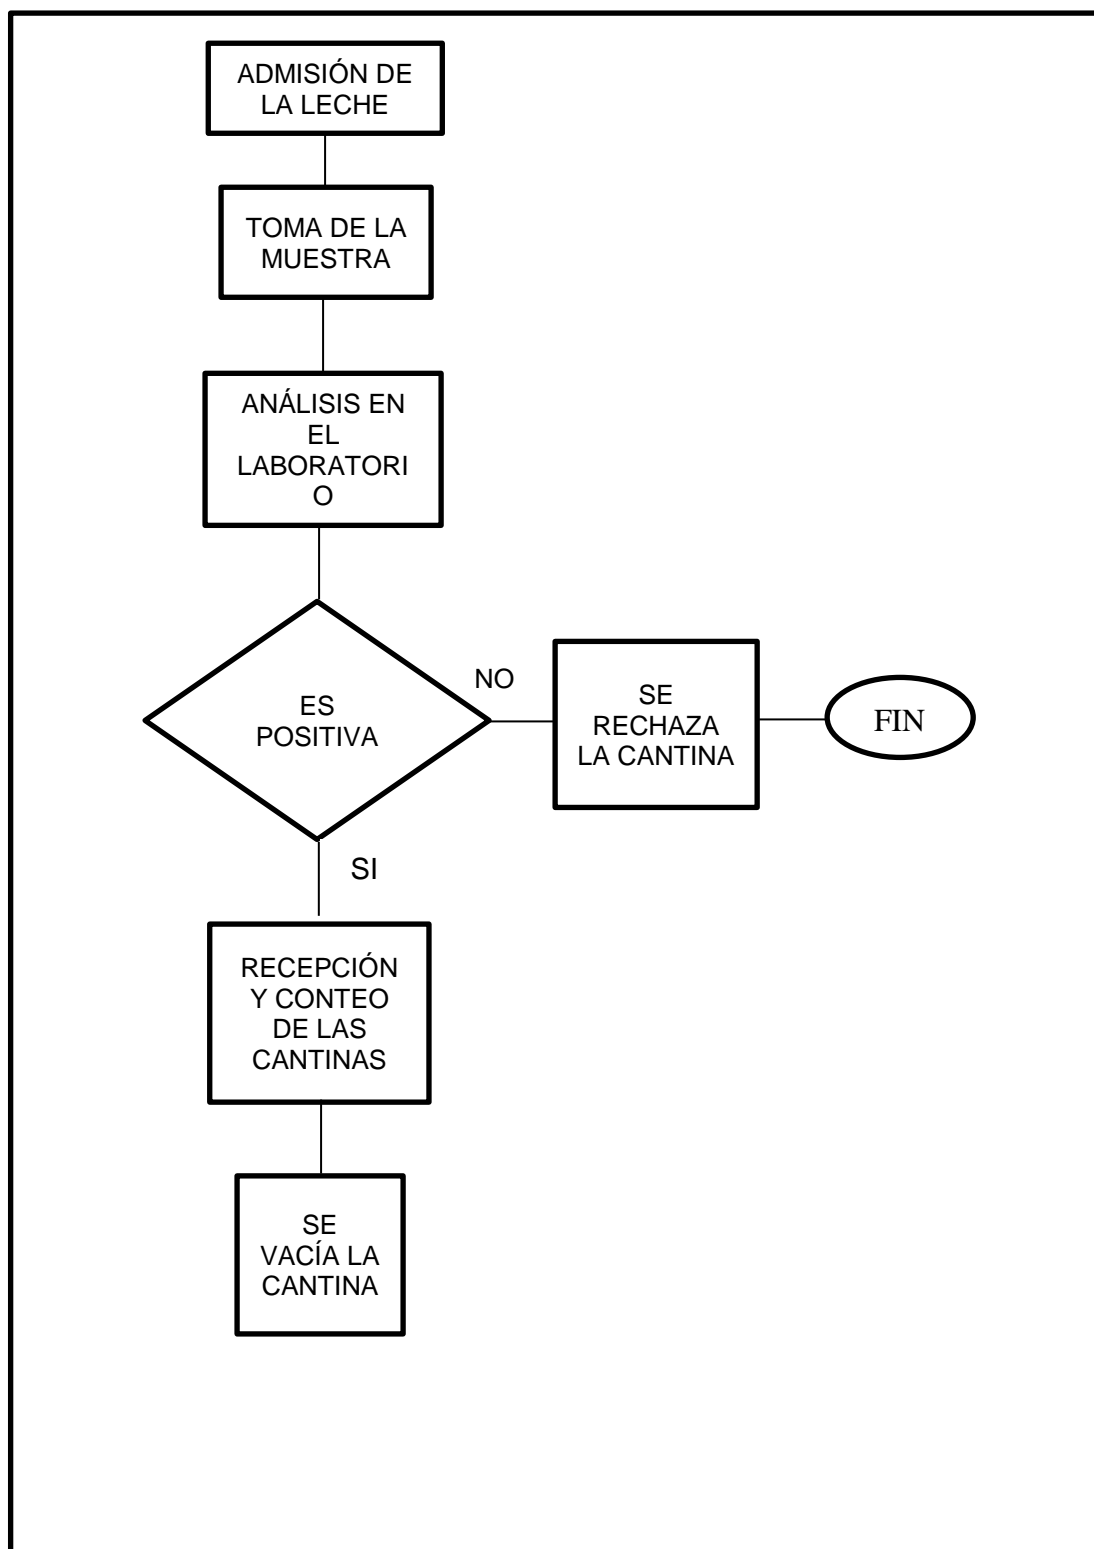 ADMISIÓN DE
LA LECHE
TOMA DE LA
MUESTRA
ANÁLISIS EN
EL
LABORATORI
O
ES
POSITIVA
NO
SE
RECHAZA
LA CANTINA
FIN
SI
RECEPCIÓN
Y CONTEO
DE LAS
CANTINAS
SE
VACÍA LA
CANTINA